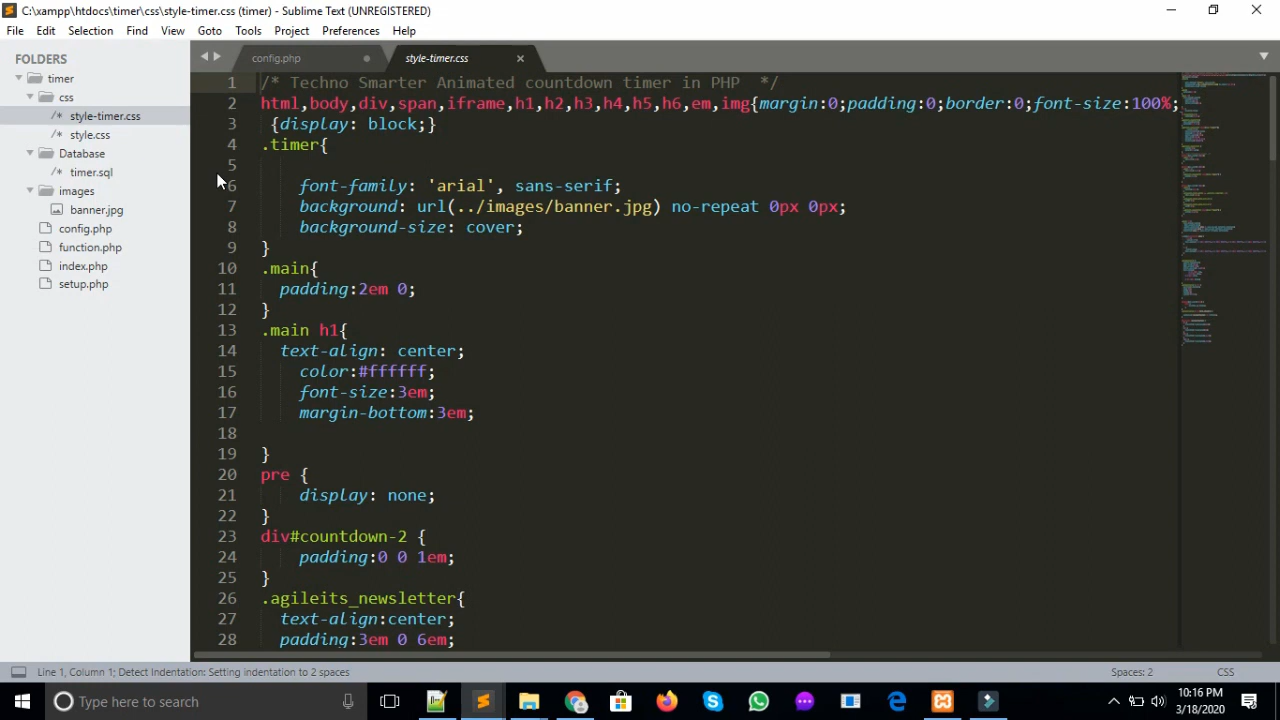 C:\xampp\htdocs\timer\css\style-timer.css (timer) - Sublime Text (UNREGISTERED)
File Edit Selection Find View Goto Tools Project Preferences Help
FOLDERS
timer
css
/* style-timer.css
/* style.css
Database
/* timer.sql
images
banner.jpg
config.php
function.php
index.php
setup.php
config.php style-timer.css
1 /* Techno Smarter Animated countdown timer in PHP */
2 html,body,div,span,iframe,h1,h2,h3,h4,h5,h6,em,img{margin:0;padding:0;border:0;font-size:100%;
3 {display: block;}
4 .timer{
5
6 font-family: 'arial', sans-serif;
7 background: url(../images/banner.jpg) no-repeat 0px 0px;
8 background-size: cover;
9 }
10 .main{
11 padding:2em 0;
12 }
13 .main h1{
14 text-align: center;
15 color:#ffffff;
16 font-size:3em;
17 margin-bottom:3em;
18
19 }
20 pre {
21 display: none;
22 }
23 div#countdown-2 {
24 padding:0 0 1em;
25 }
26 .agileits_newsletter{
27 text-align:center;
28 padding:3em 0 6em;
Line 1, Column 1; Detect Indentation: Setting indentation to 2 spaces Spaces: 2 CSS
Type here to search
10:16 PM
3/18/2020